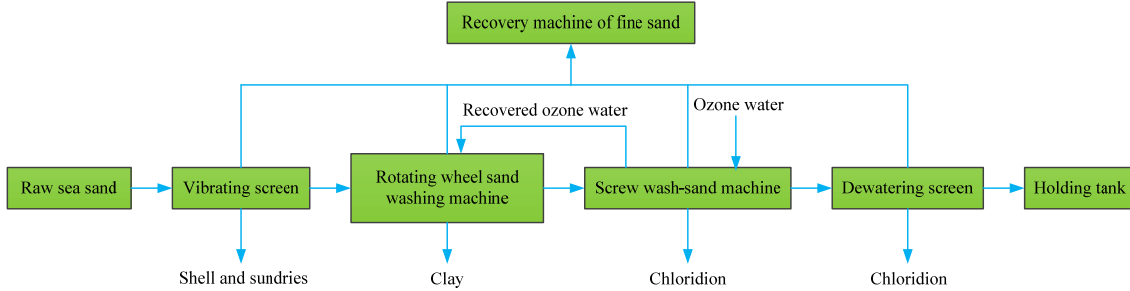 Recovery machine of fine sand
Recovered ozone water
Ozone water
Raw sea sand
Vibrating screen
Rotating wheel sand
washing machine
Screw wash-sand machine
Dewatering screen
Holding tank
Shell and sundries
Clay
Chloridion
Chloridion